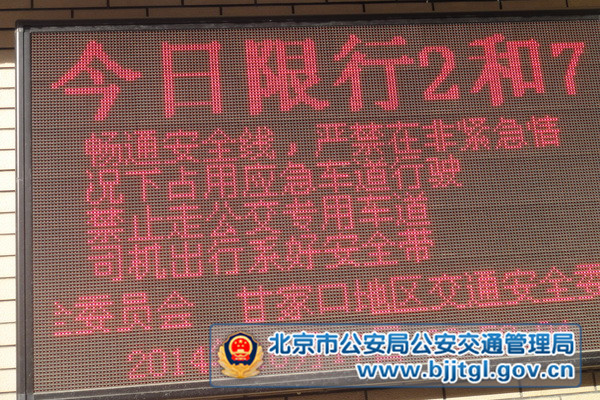 今日限行2和7
畅通安全线，严禁在非紧急情
况下占用应急车道行驶
禁止走公交专用车道
司机出行系好安全带
全委员会 甘家口地区交通安全委
2014
北京市公安局公安交通管理局
www.bjjtgl.gov.cn